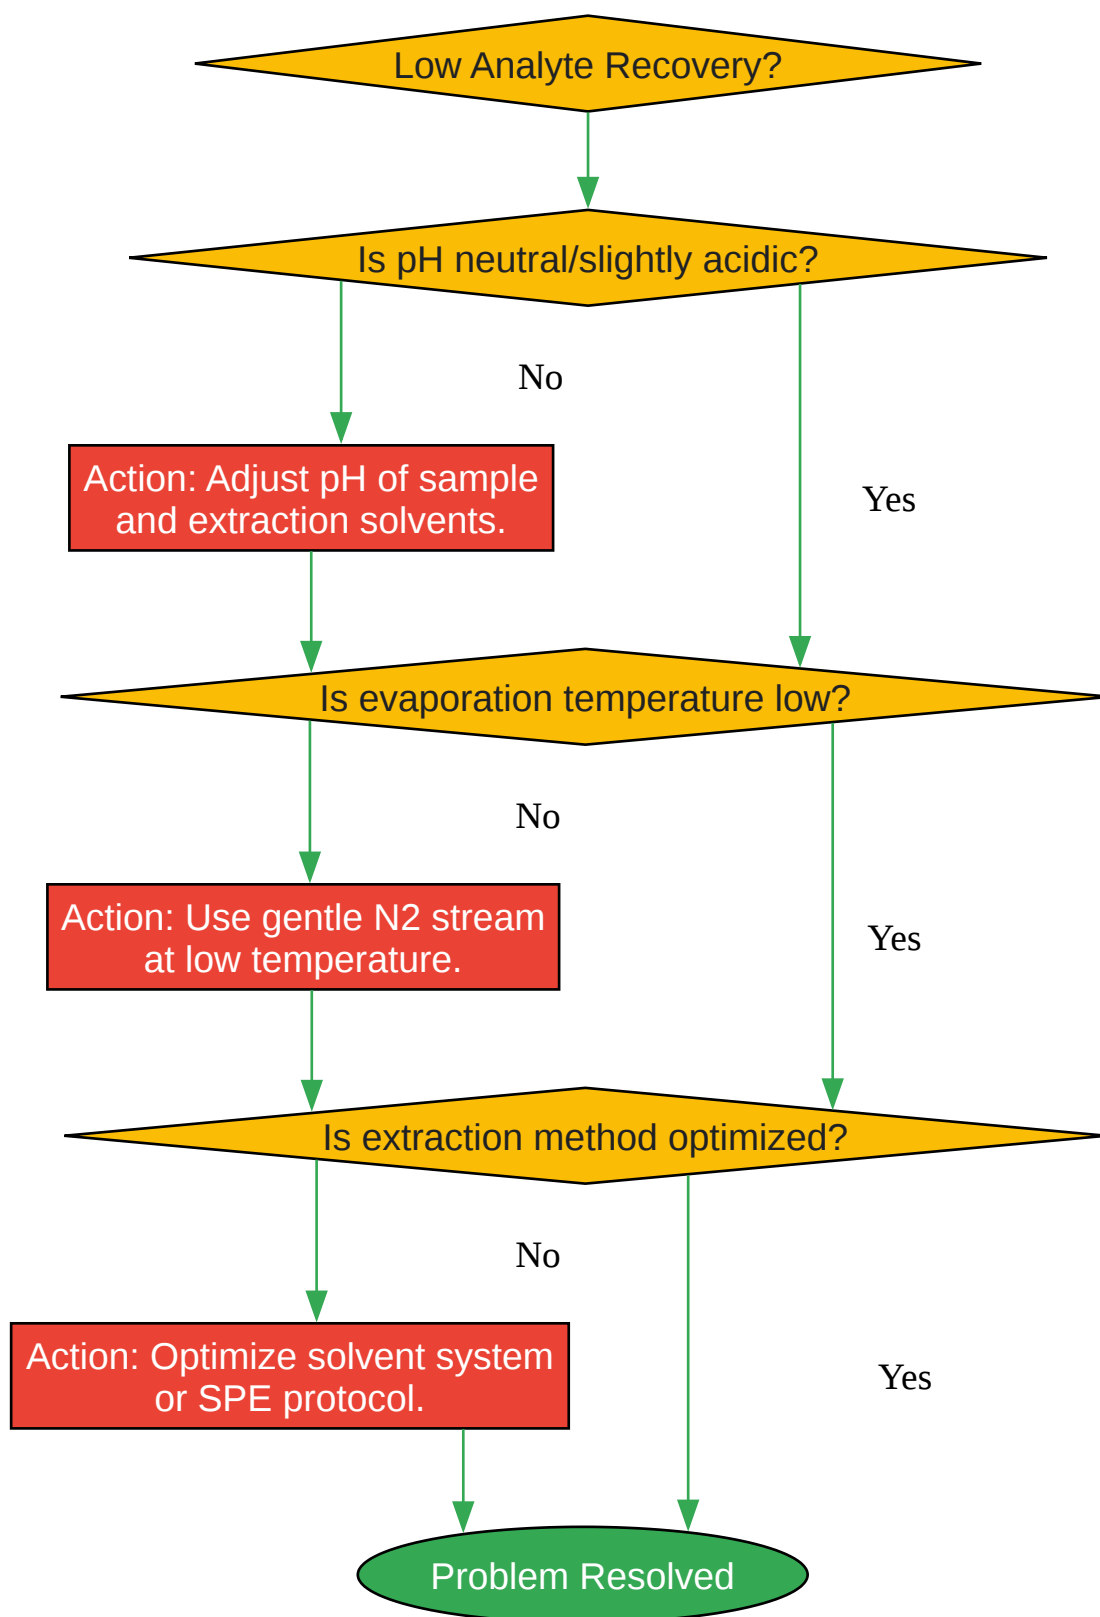 Low Analyte Recovery?
Is pH neutral/slightly acidic?
No
Action: Adjust pH of sample
and extraction solvents.
Yes
Is evaporation temperature low?
No
Action: Use gentle N2 stream
at low temperature.
Yes
Is extraction method optimized?
No
Action: Optimize solvent system
or SPE protocol.
Yes
Problem Resolved